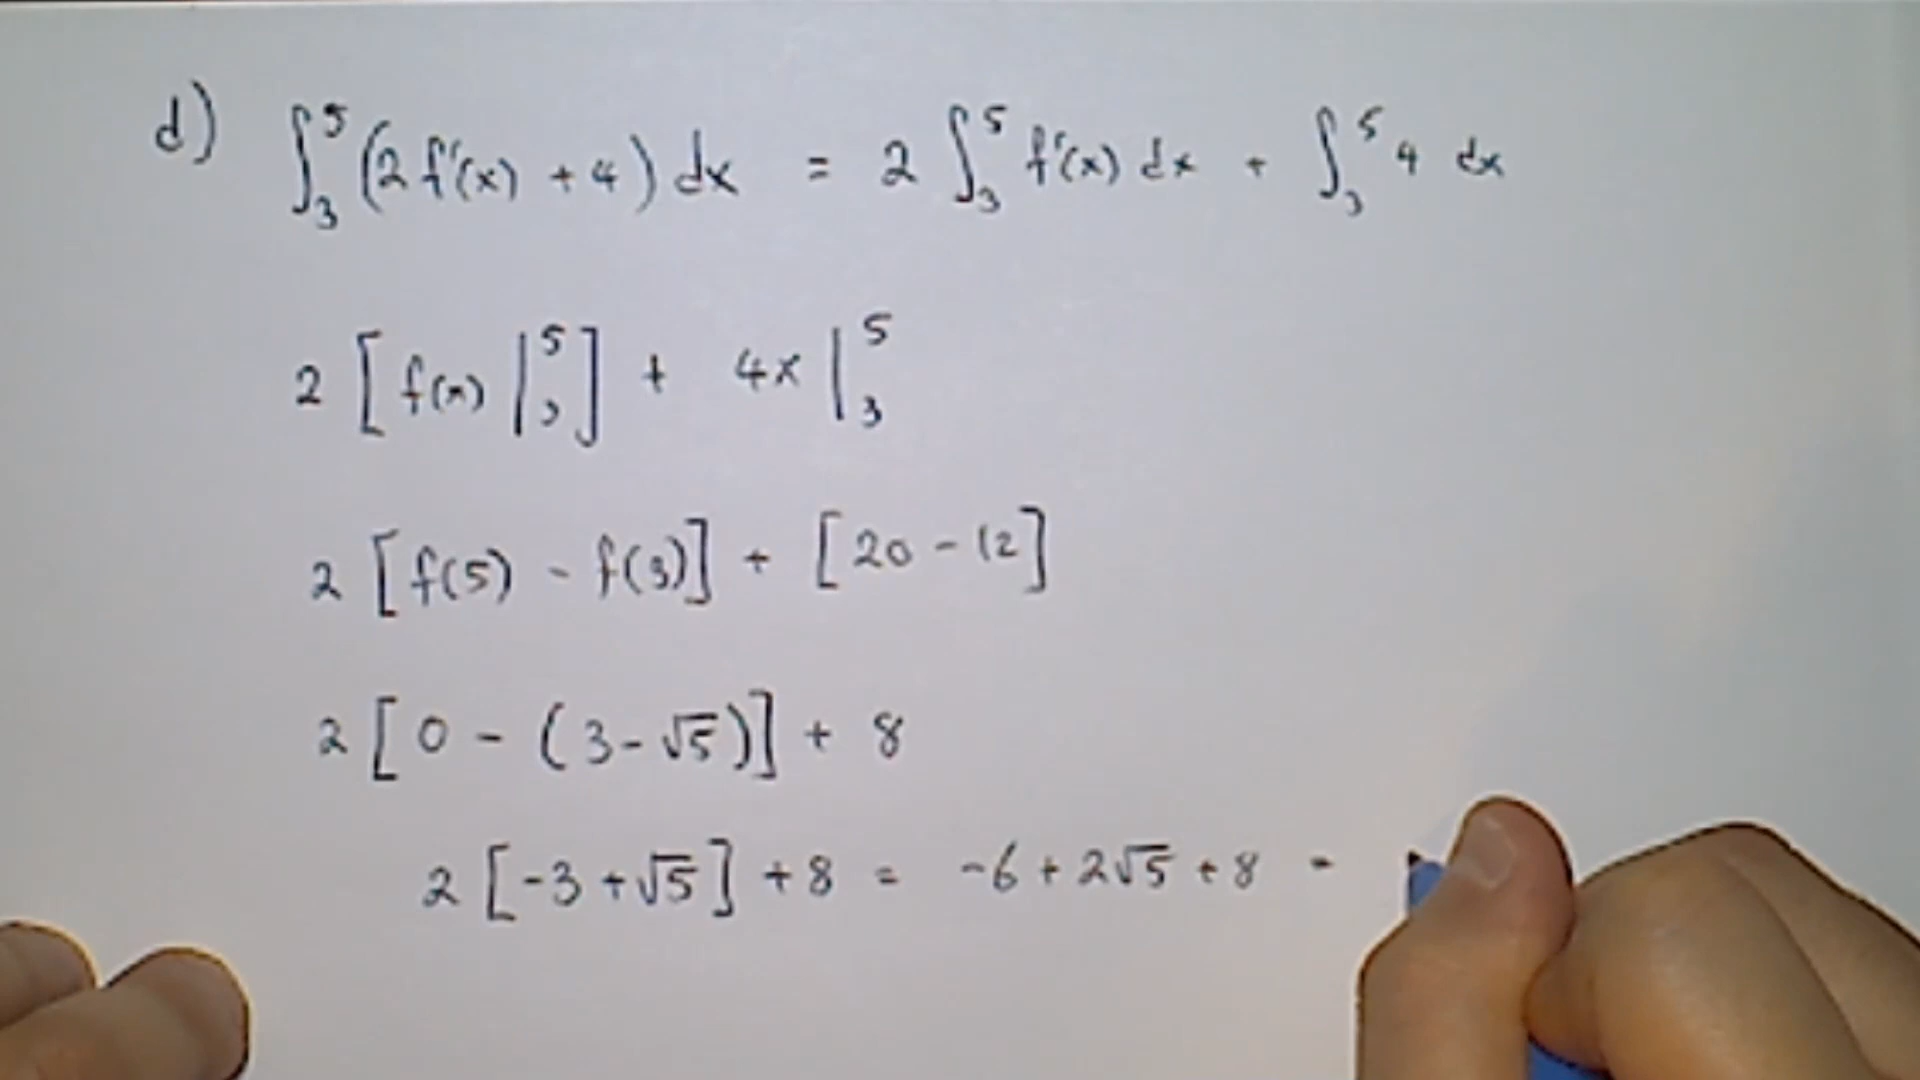 d) ∫₃⁵ (2f'(x) + 4) dx = 2 ∫₃⁵ f'(x) dx + ∫₃⁵ 4 dx
2 [f(x) |₃⁵] + 4x |₃⁵
2 [f(5) - f(3)] + [20 - 12]
2 [0 - (3 - √5)] + 8
2 [-3 + √5] + 8 = -6 + 2√5 + 8 =